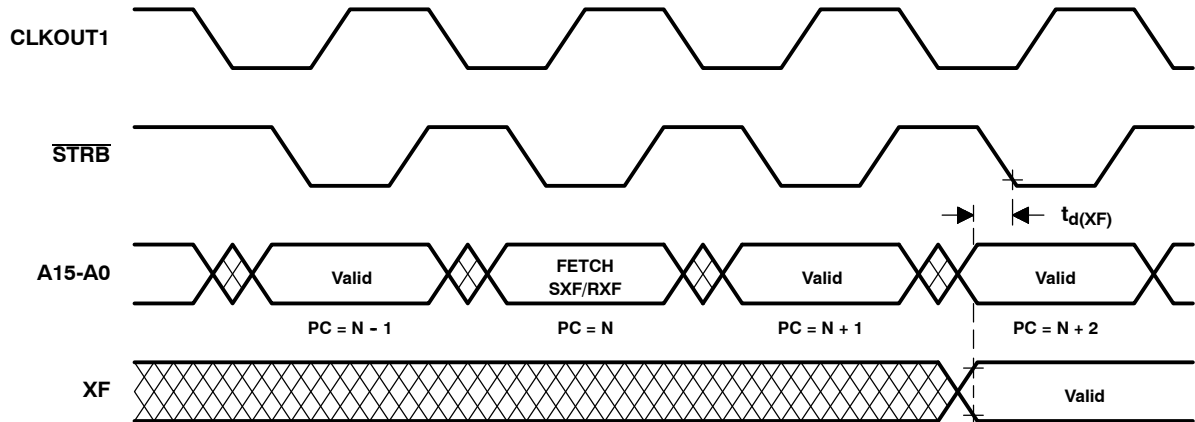 CLKOUT1
STRB
td(XF)
A15-A0
Valid
FETCH
SXF/RXF
Valid
Valid
PC = N - 1
PC = N
PC = N + 1
PC = N + 2
XF
Valid